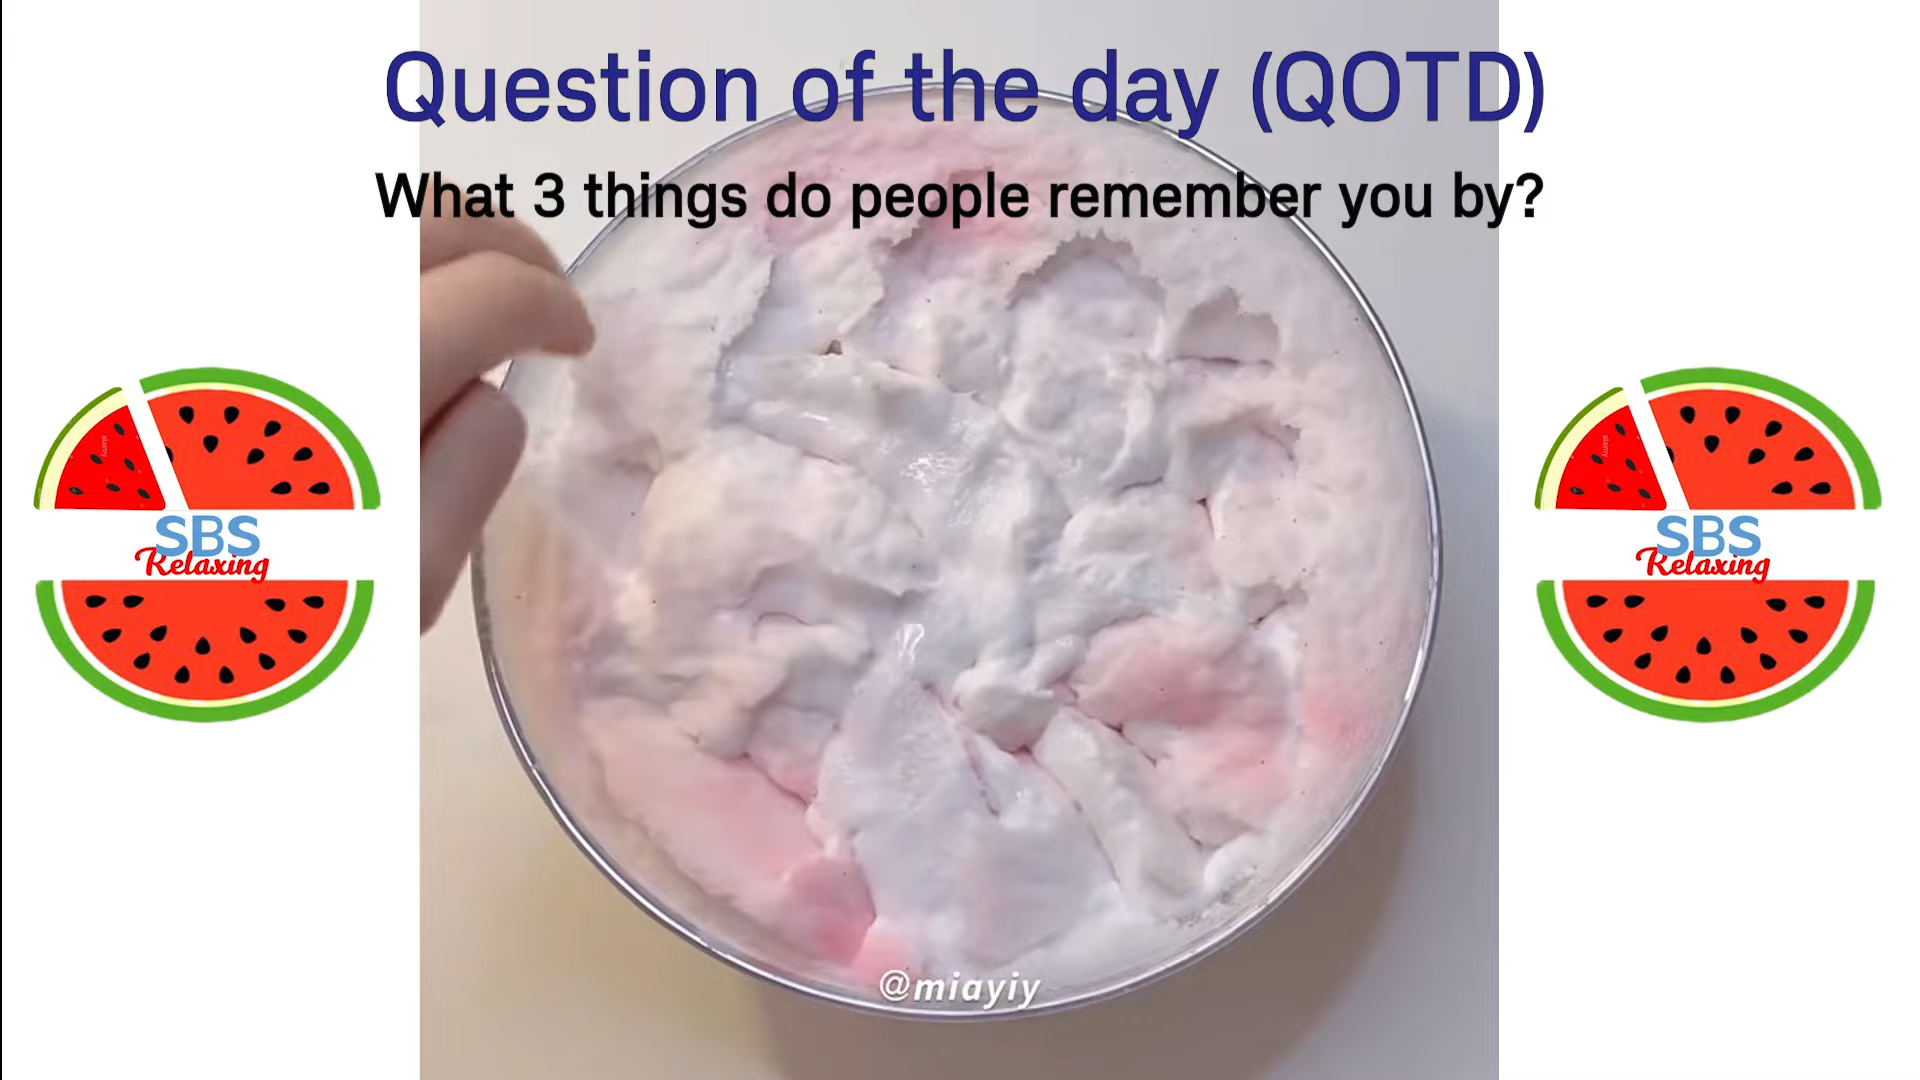 Question of the day (QOTD)
What 3 things do people remember you by?
SBS
Relaxing
SBS
Relaxing
@miayiy